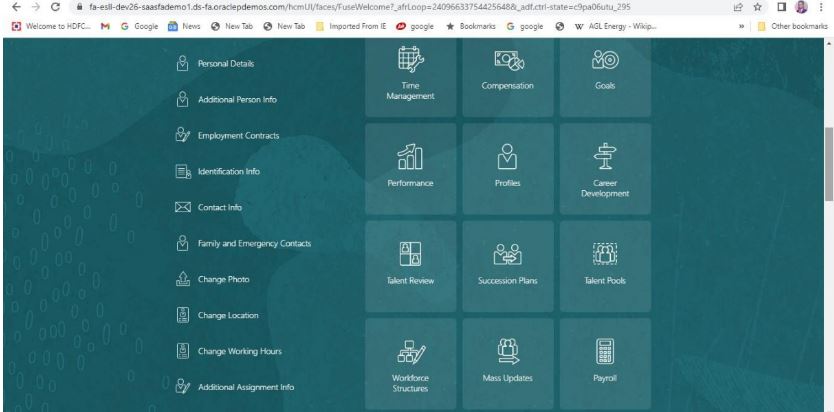 fa-esll-dev26-saasfademo1.ds-fa.oraclepdemos.com/hcmUI/faces/FuseWelcome?_afrLoop=24096633754425648&_adf.ctrl-state=c9pa06utu_295
Welcome to HDFC... Google News New Tab New Tab Imported From IE google Bookmarks google AGL Energy - Wikip... » Other bookmarks
Personal Details
Additional Person Info
Employment Contracts
Identification Info
Contact Info
Family and Emergency Contacts
Change Photo
Change Location
Change Working Hours
Additional Assignment Info
Time
Management
Compensation
Goals
Performance
Profiles
Career
Development
Talent Review
Succession Plans
Talent Pools
Workforce
Structures
Mass Updates
Payroll